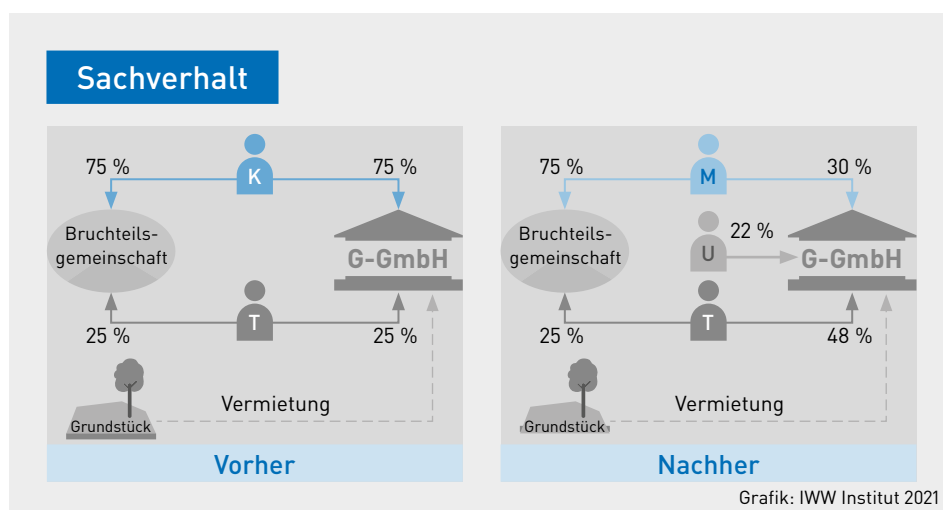 Sachverhalt
75 %
K
75 %
Bruchteils-
gemeinschaft
G-GmbH
T
25 %
25 %
Vermietung
Grundstück
Vorher
75 %
M
30 %
Bruchteils-
gemeinschaft
U
22 %
G-GmbH
T
25 %
48 %
Vermietung
Grundstück
Nachher
Grafik: IWW Institut 2021